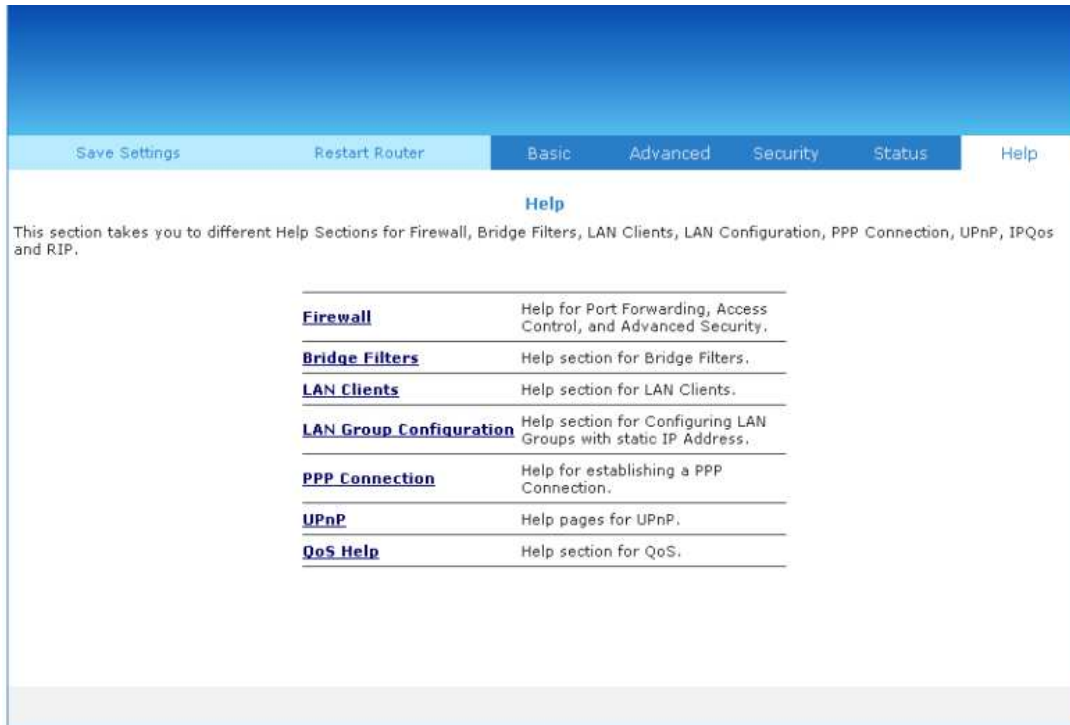 Save Settings Restart Router Basic Advanced Security Status Help
Help
This section takes you to different Help Sections for Firewall, Bridge Filters, LAN Clients, LAN Configuration, PPP Connection, UPnP, IPQos
and RIP.
Firewall Help for Port Forwarding, Access
Control, and Advanced Security.
Bridge Filters Help section for Bridge Filters.
LAN Clients Help section for LAN Clients.
LAN Group Configuration Help section for Configuring LAN
Groups with static IP Address.
PPP Connection Help for establishing a PPP
Connection.
UPnP Help pages for UPnP.
QoS Help Help section for QoS.